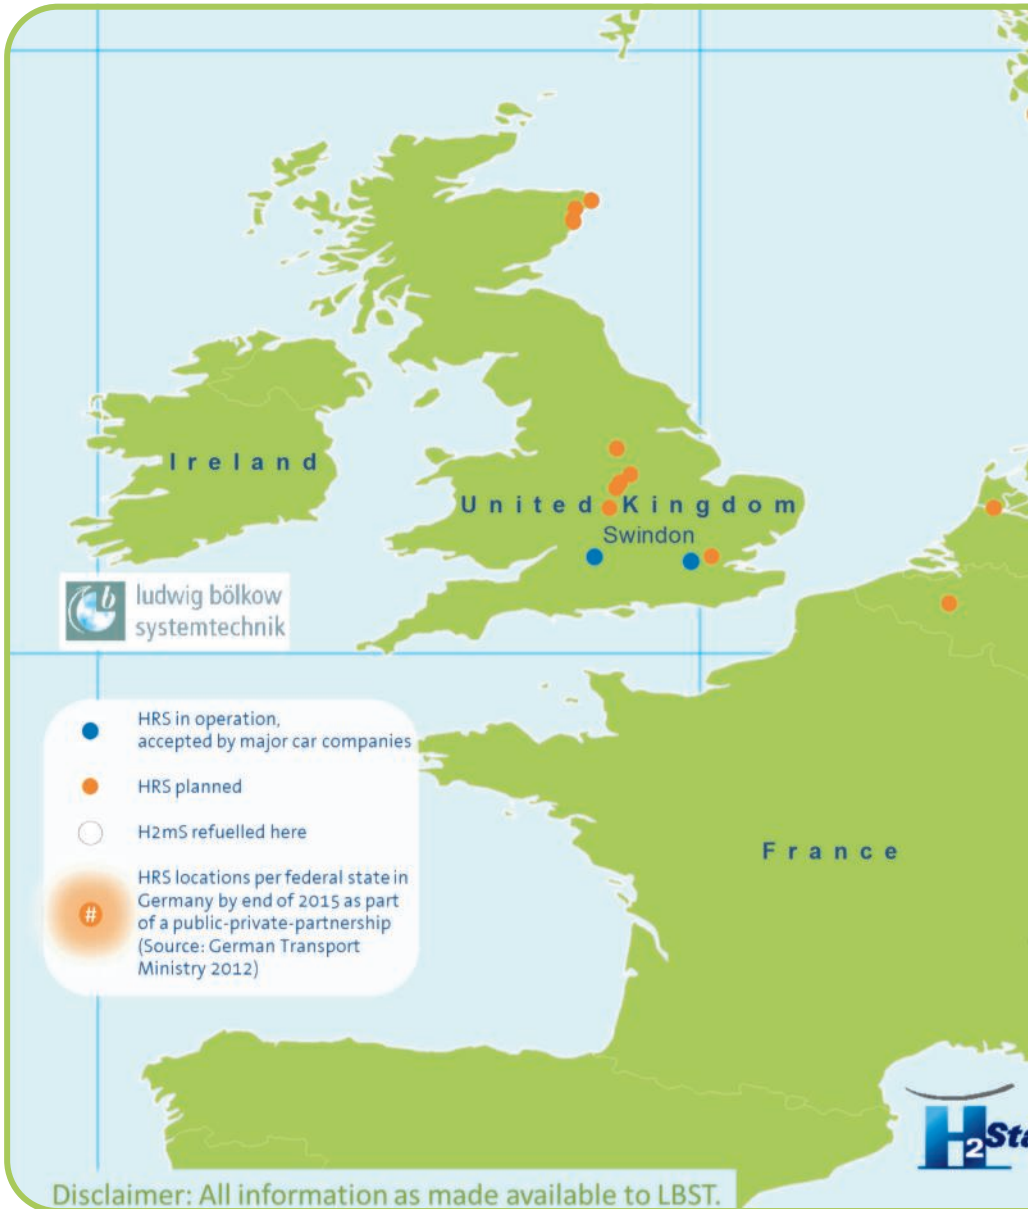 Ireland
United Kingdom
Swindon
b
ludwig bölkow
systemtechnik
HRS in operation,
accepted by major car companies
HRS planned
H2mS refuelled here
HRS locations per federal state in
Germany by end of 2015 as part
of a public-private-partnership
(Source: German Transport
Ministry 2012)
#
France
H2Sta
Disclaimer: All information as made available to LBST.